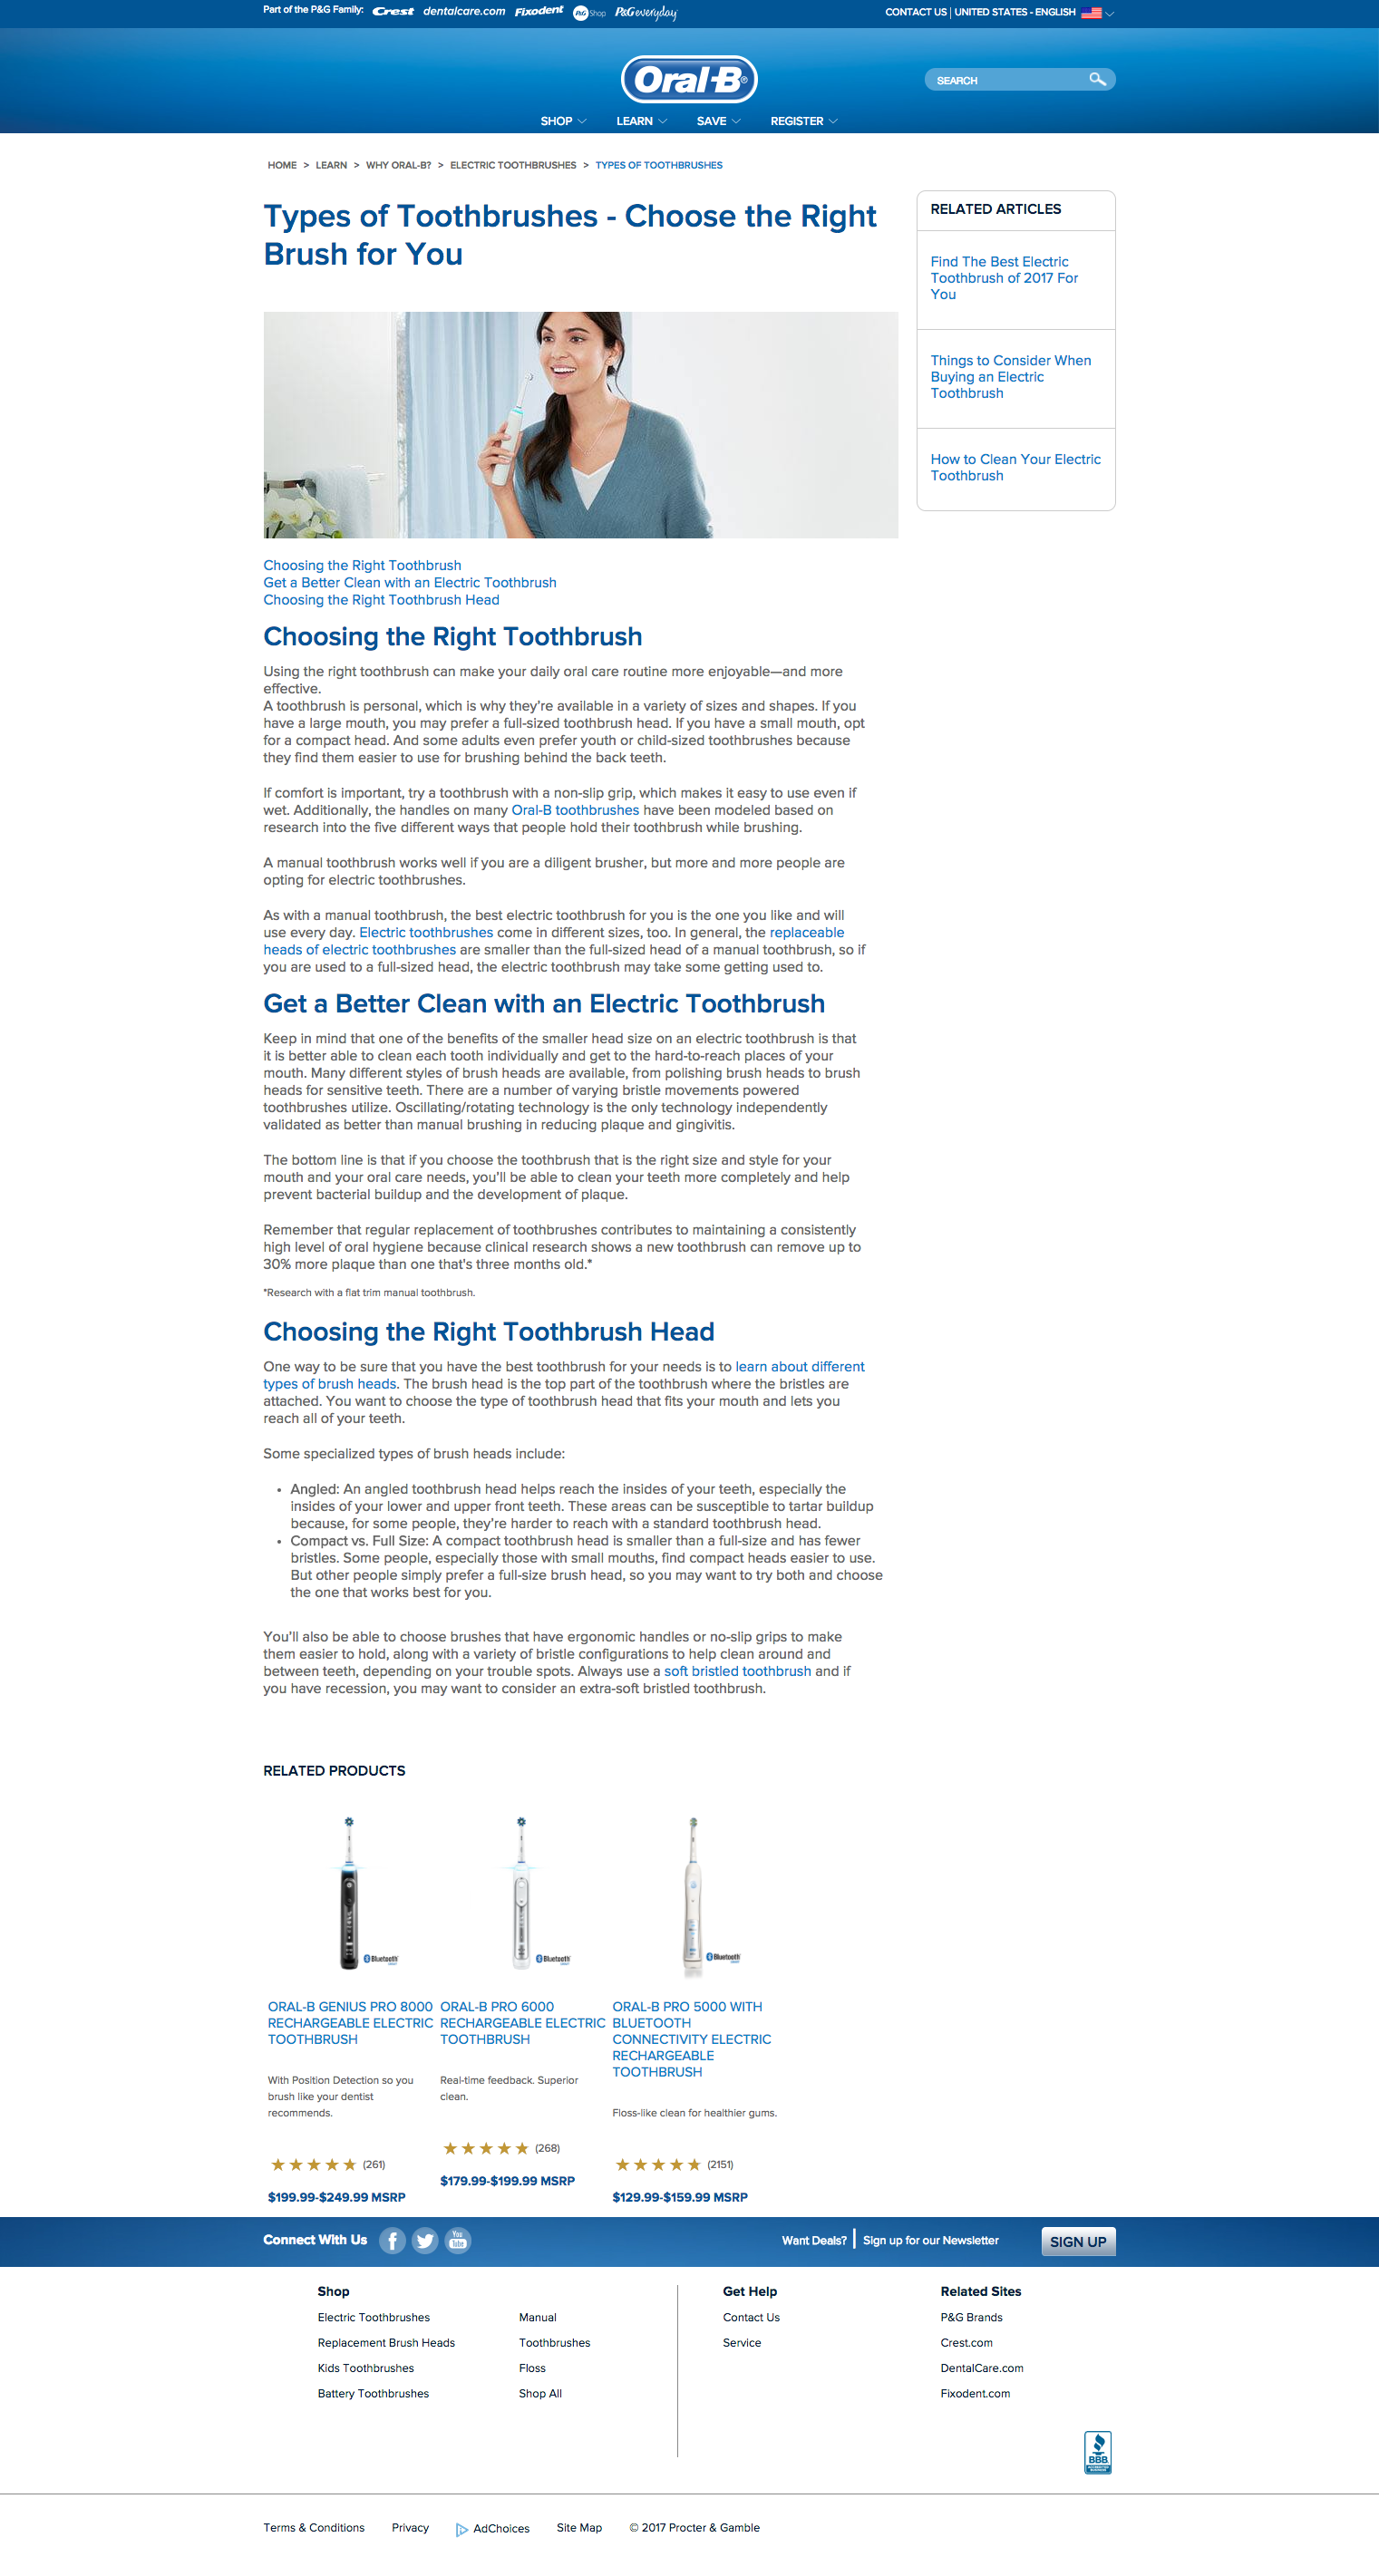 Part of the P&G Family: Crest dentalcare.com Fixodent P&G Shop P&G everyday
CONTACT US | UNITED STATES - ENGLISH
Oral-B®
SEARCH
SHOP LEARN SAVE REGISTER
HOME > LEARN > WHY ORAL-B? > ELECTRIC TOOTHBRUSHES > TYPES OF TOOTHBRUSHES
Types of Toothbrushes - Choose the Right
Brush for You
RELATED ARTICLES
Find The Best Electric
Toothbrush of 2017 For
You
Things to Consider When
Buying an Electric
Toothbrush
How to Clean Your Electric
Toothbrush
Choosing the Right Toothbrush
Get a Better Clean with an Electric Toothbrush
Choosing the Right Toothbrush Head
Choosing the Right Toothbrush
Using the right toothbrush can make your daily oral care routine more enjoyable—and more
effective.
A toothbrush is personal, which is why they're available in a variety of sizes and shapes. If you
have a large mouth, you may prefer a full-sized toothbrush head. If you have a small mouth, opt
for a compact head. And some adults even prefer youth or child-sized toothbrushes because
they find them easier to use for brushing behind the back teeth.
If comfort is important, try a toothbrush with a non-slip grip, which makes it easy to use even if
wet. Additionally, the handles on many Oral-B toothbrushes have been modeled based on
research into the five different ways that people hold their toothbrush while brushing.
A manual toothbrush works well if you are a diligent brusher, but more and more people are
opting for electric toothbrushes.
As with a manual toothbrush, the best electric toothbrush for you is the one you like and will
use every day. Electric toothbrushes come in different sizes, too. In general, the replaceable
heads of electric toothbrushes are smaller than the full-sized head of a manual toothbrush, so if
you are used to a full-sized head, the electric toothbrush may take some getting used to.
Get a Better Clean with an Electric Toothbrush
Keep in mind that one of the benefits of the smaller head size on an electric toothbrush is that
it is better able to clean each tooth individually and get to the hard-to-reach places of your
mouth. Many different styles of brush heads are available, from polishing brush heads to brush
heads for sensitive teeth. There are a number of varying bristle movements powered
toothbrushes utilize. Oscillating/rotating technology is the only technology independently
validated as better than manual brushing in reducing plaque and gingivitis.
The bottom line is that if you choose the toothbrush that is the right size and style for your
mouth and your oral care needs, you'll be able to clean your teeth more completely and help
prevent bacterial buildup and the development of plaque.
Remember that regular replacement of toothbrushes contributes to maintaining a consistently
high level of oral hygiene because clinical research shows a new toothbrush can remove up to
30% more plaque than one that's three months old.*
*Research with a flat trim manual toothbrush.
Choosing the Right Toothbrush Head
One way to be sure that you have the best toothbrush for your needs is to learn about different
types of brush heads. The brush head is the top part of the toothbrush where the bristles are
attached. You want to choose the type of toothbrush head that fits your mouth and lets you
reach all of your teeth.
Some specialized types of brush heads include:
• Angled: An angled toothbrush head helps reach the insides of your teeth, especially the
insides of your lower and upper front teeth. These areas can be susceptible to tartar buildup
because, for some people, they're harder to reach with a standard toothbrush head.
• Compact vs. Full Size: A compact toothbrush head is smaller than a full-size and has fewer
bristles. Some people, especially those with small mouths, find compact heads easier to use.
But other people simply prefer a full-size brush head, so you may want to try both and choose
the one that works best for you.
You'll also be able to choose brushes that have ergonomic handles or no-slip grips to make
them easier to hold, along with a variety of bristle configurations to help clean around and
between teeth, depending on your trouble spots. Always use a soft bristled toothbrush and if
you have recession, you may want to consider an extra-soft bristled toothbrush.
RELATED PRODUCTS
Bluetooth
Bluetooth
Bluetooth
ORAL-B GENIUS PRO 8000
RECHARGEABLE ELECTRIC
TOOTHBRUSH
With Position Detection so you
brush like your dentist
recommends.
(261)
$199.99-$249.99 MSRP
ORAL-B PRO 6000
RECHARGEABLE ELECTRIC
TOOTHBRUSH
Real-time feedback. Superior
clean.
(268)
$179.99-$199.99 MSRP
ORAL-B PRO 5000 WITH
BLUETOOTH
CONNECTIVITY ELECTRIC
RECHARGEABLE
TOOTHBRUSH
Floss-like clean for healthier gums.
(2151)
$129.99-$159.99 MSRP
Connect With Us
f
You
Tube
Want Deals? | Sign up for our Newsletter
SIGN UP
Shop
Electric Toothbrushes
Replacement Brush Heads
Kids Toothbrushes
Battery Toothbrushes
Manual
Toothbrushes
Floss
Shop All
Get Help
Contact Us
Service
Related Sites
P&G Brands
Crest.com
DentalCare.com
Fixodent.com
BBB
Terms & Conditions Privacy AdChoices Site Map © 2017 Procter & Gamble